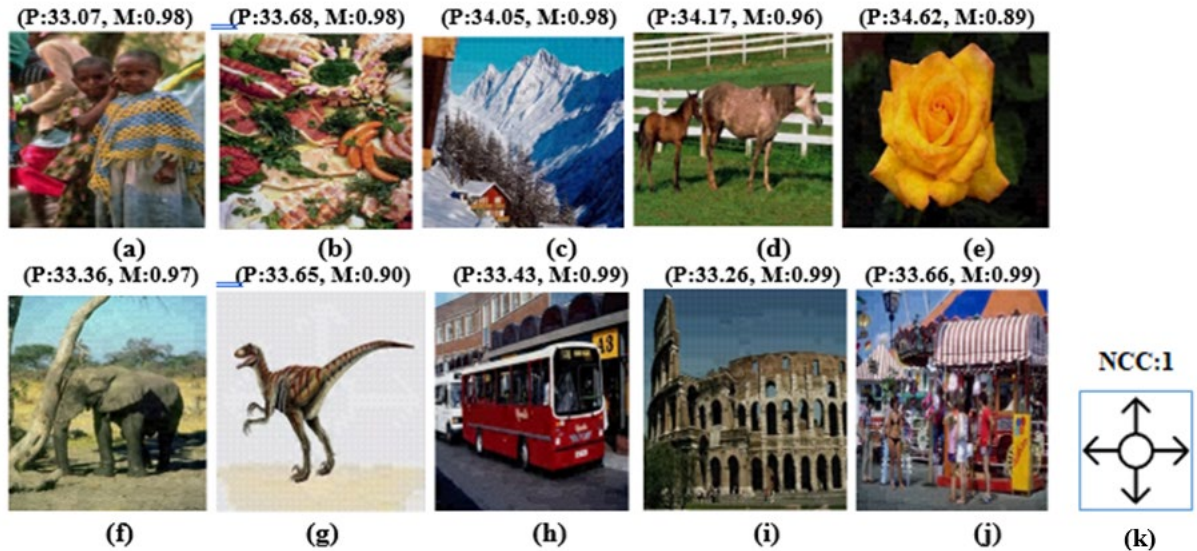 (P:33.07, M:0.98) (P:33.68, M:0.98) (P:34.05, M:0.98) (P:34.17, M:0.96) (P:34.62, M:0.89)
(a) (b) (c) (d) (e)
(P:33.36, M:0.97) (P:33.65, M:0.90) (P:33.43, M:0.99) (P:33.26, M:0.99) (P:33.66, M:0.99)
NCC:1
(f) (g) (h) (i) (j) (k)